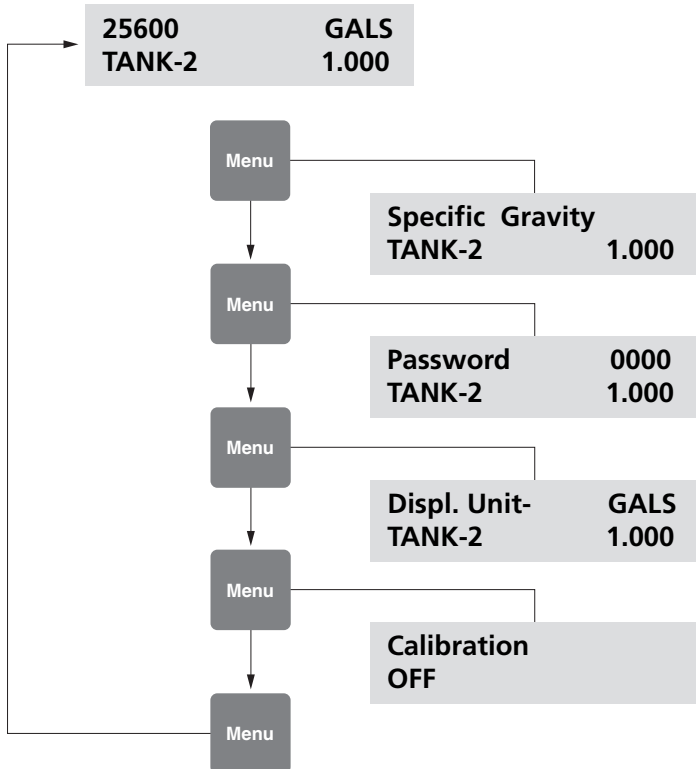 25600 GALS
TANK-2 1.000
Menu
Specific Gravity
TANK-2 1.000
Menu
Password 0000
TANK-2 1.000
Menu
Displ. Unit- GALS
TANK-2 1.000
Menu
Calibration
OFF
Menu